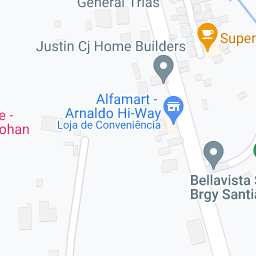 General Trias
Justin Cj Home Builders
Super
Alfamart -
Arnaldo Hi-Way
Loja de Conveniência
e -
ohan
Bellavista S
Brgy Santia